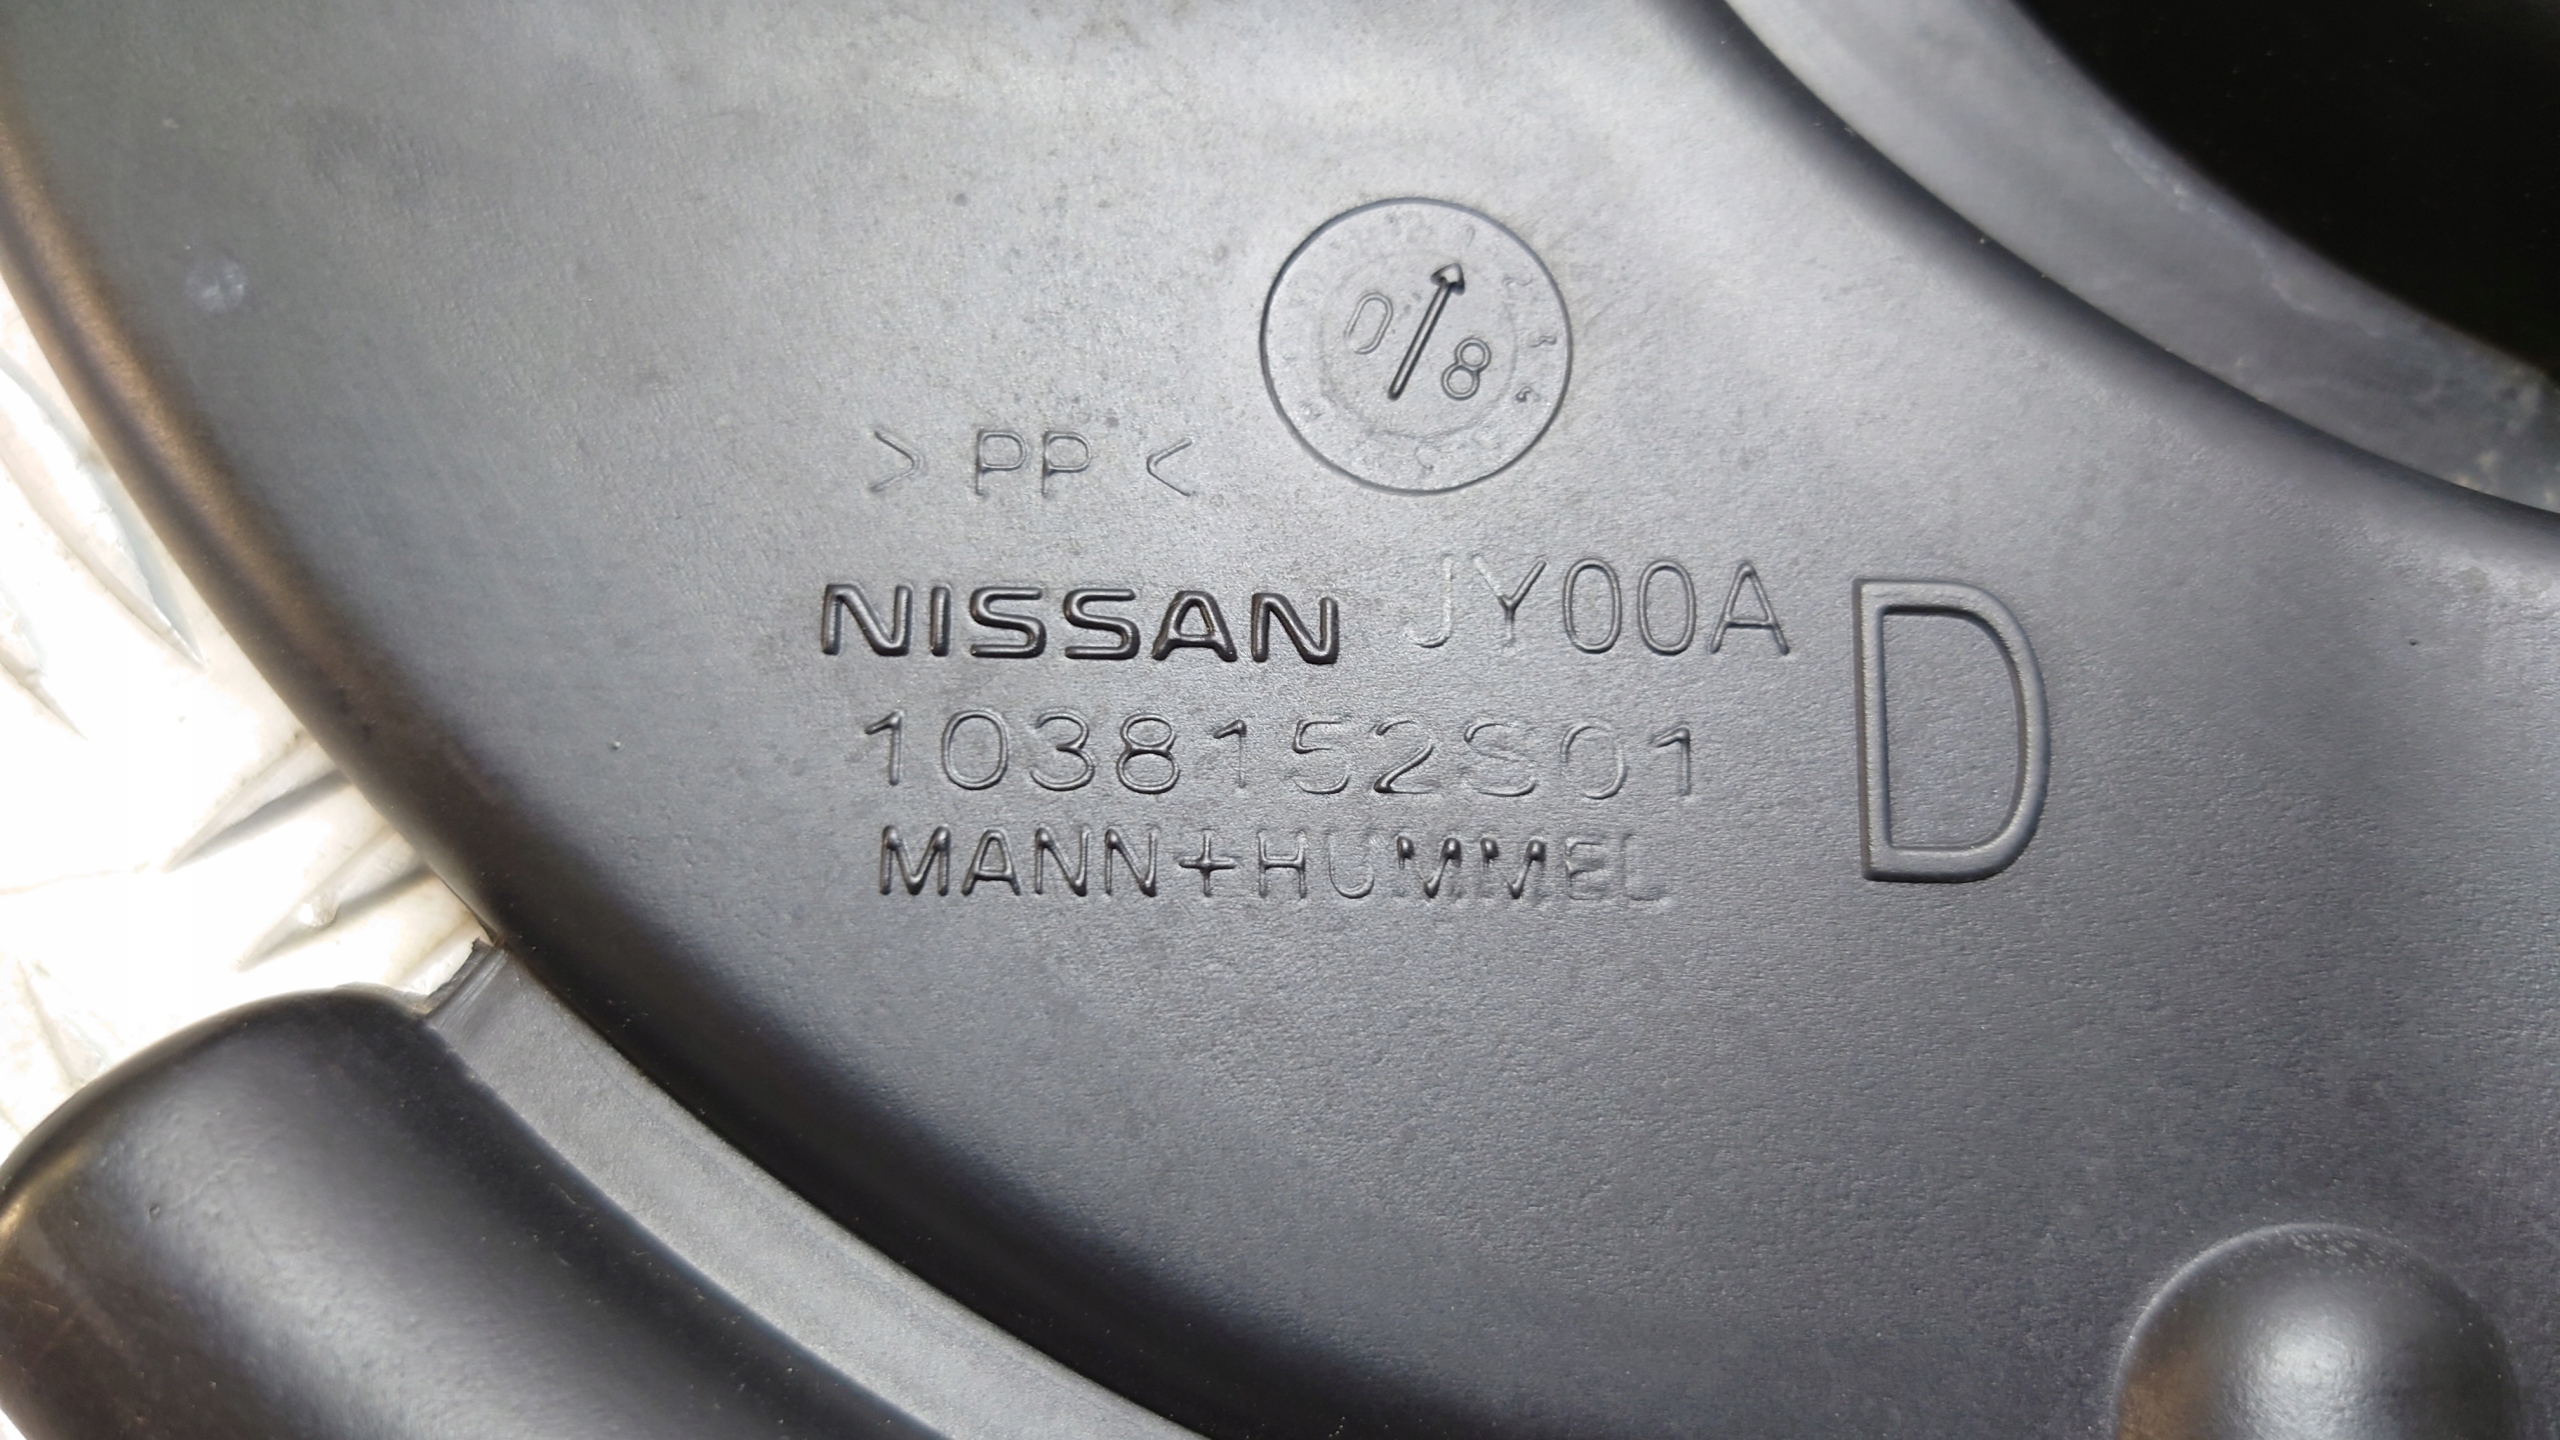 0 8
> PP <
NISSAN JY00A
D
1038152S01
MANN+HUMMEL